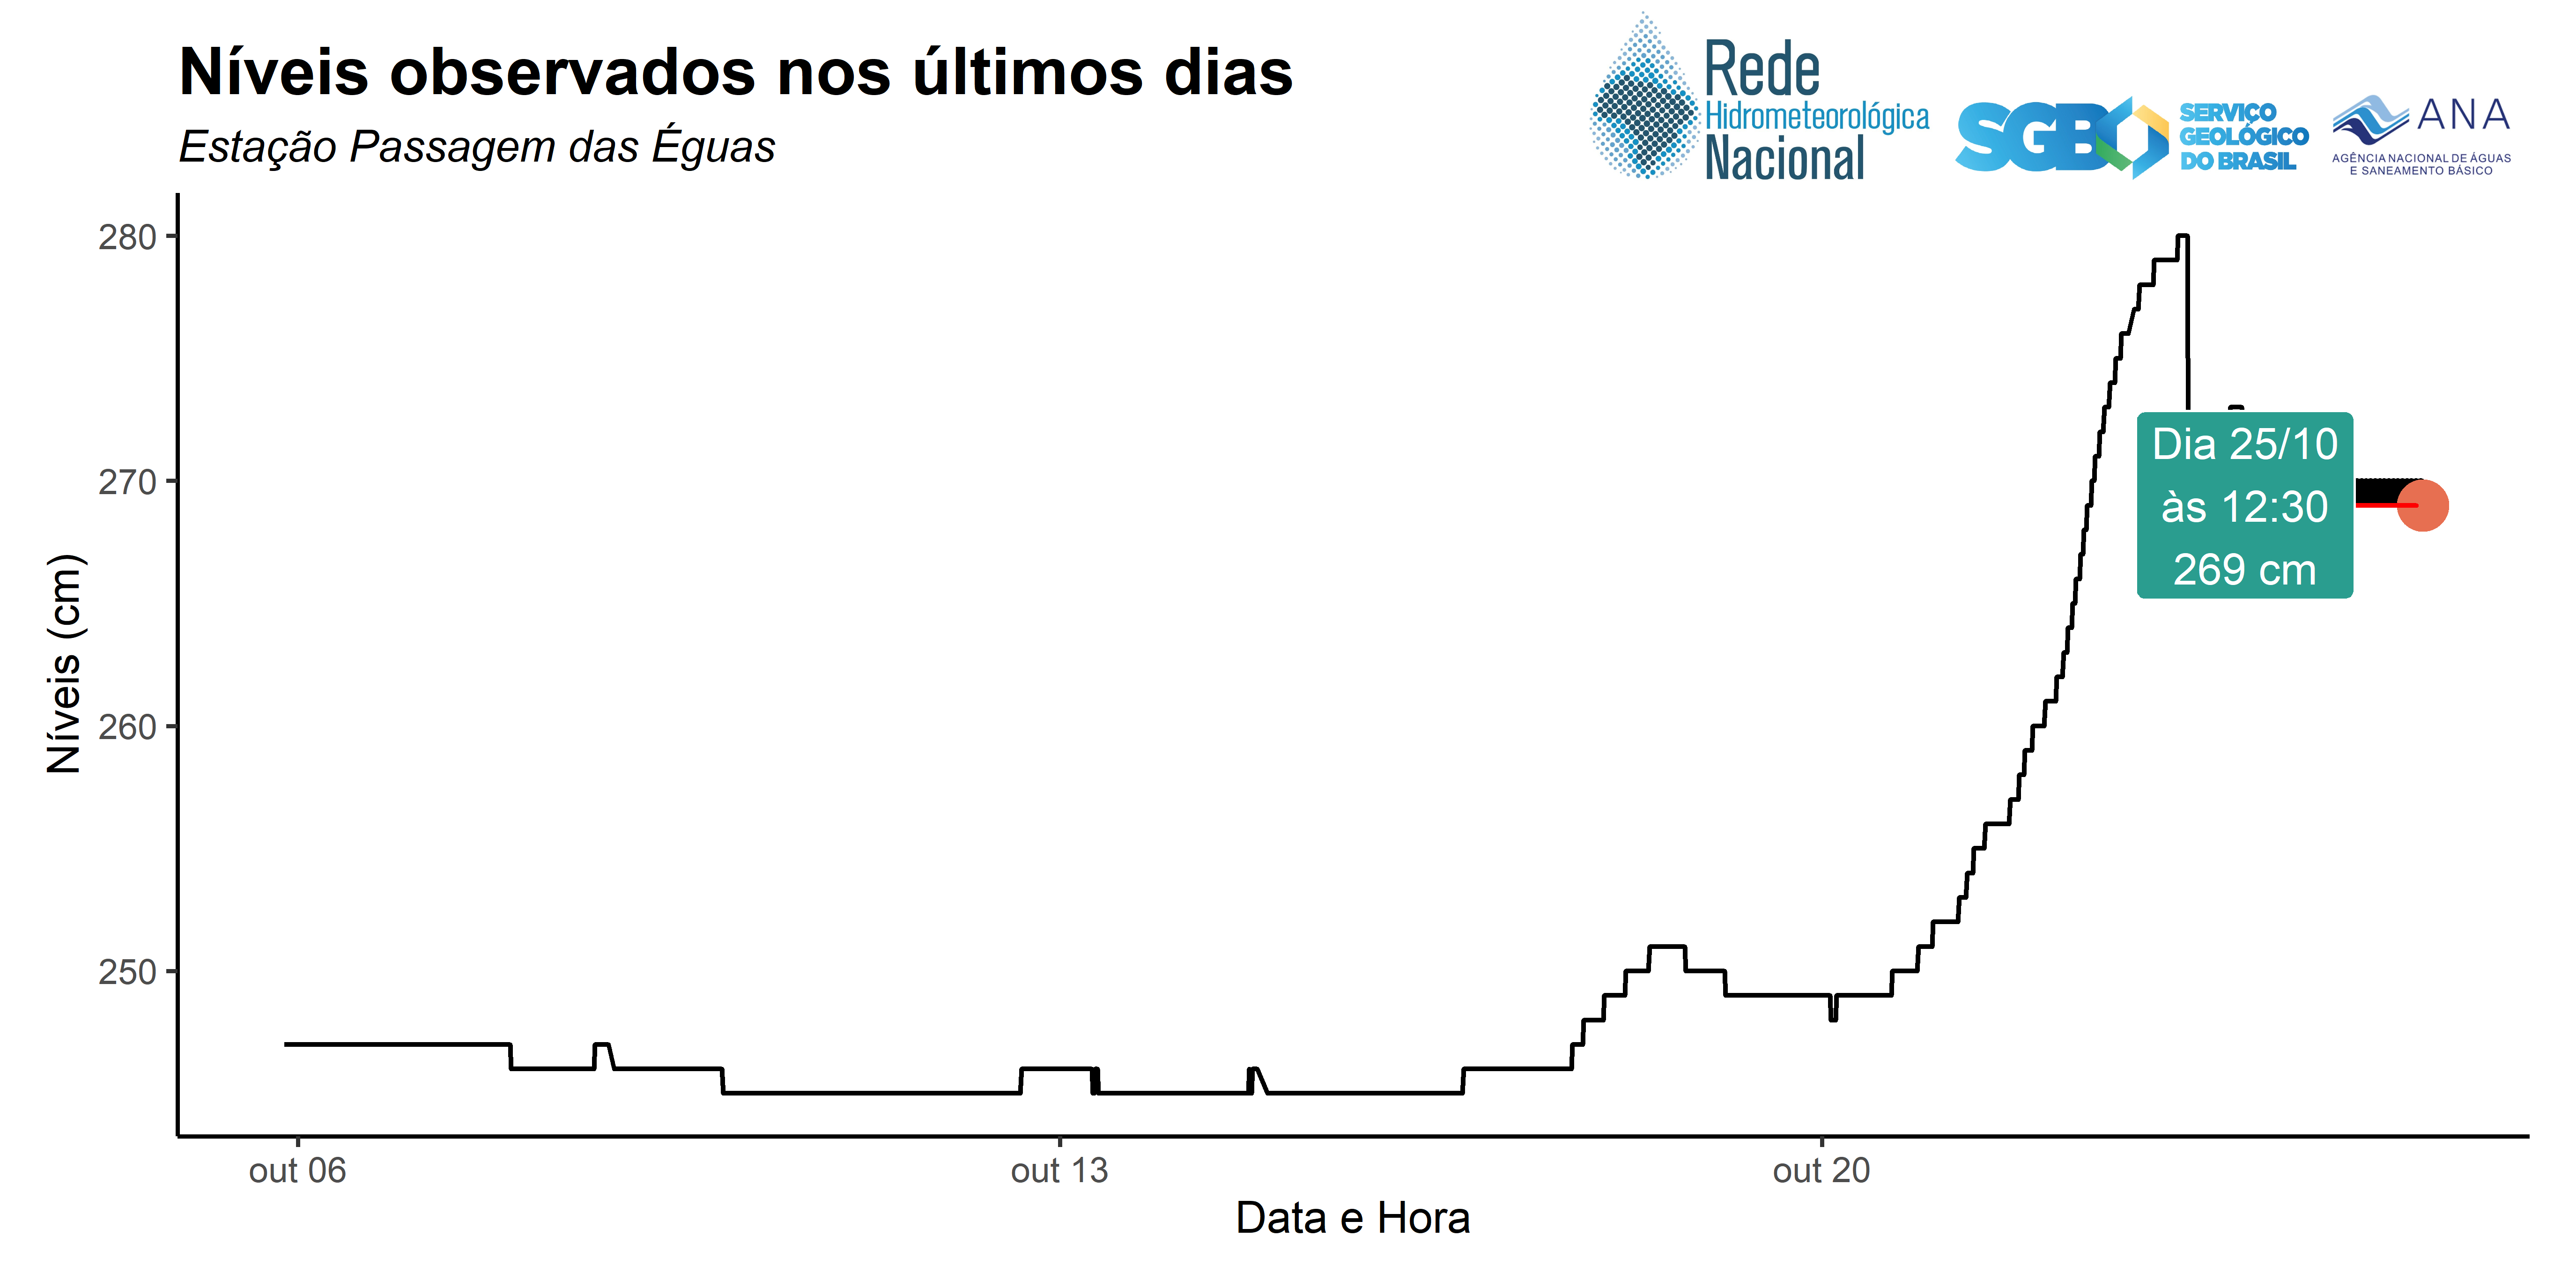 Níveis observados nos últimos dias
Estação Passagem das Éguas
Rede
Hidrometeorológica
Nacional
SGB
SERVIÇO
GEOLÓGICO
DO BRASIL
ANA
AGÊNCIA NACIONAL DE ÁGUAS
E SANEAMENTO BÁSICO
Níveis (cm)
280
270
260
250
Dia 25/10
às 12:30
269 cm
out 06
out 13
out 20
Data e Hora